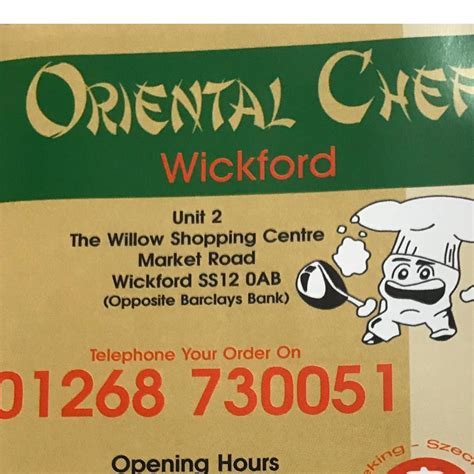 ORIENTAL CHEF
Wickford
Unit 2
The Willow Shopping Centre
Market Road
Wickford SS12 0AB
(Opposite Barclays Bank)
Telephone Your Order On
01268 730051
Opening Hours